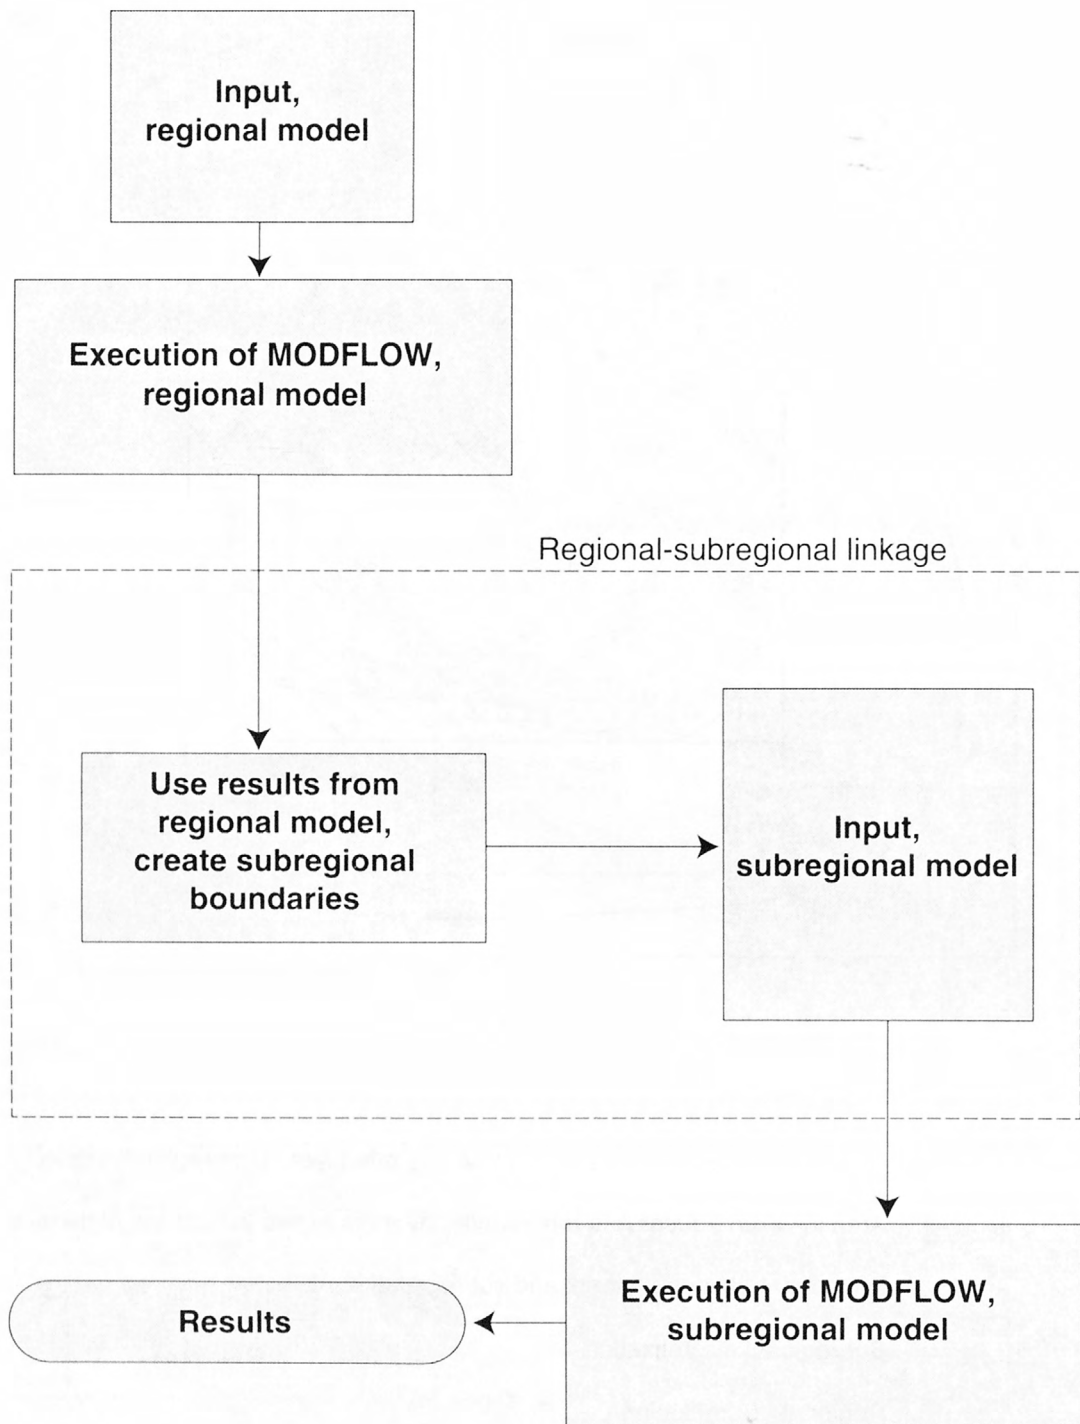 Input,
regional model
Execution of MODFLOW,
regional model
Regional-subregional linkage
Use results from
regional model,
create subregional
boundaries
Input,
subregional model
Execution of MODFLOW,
subregional model
Results